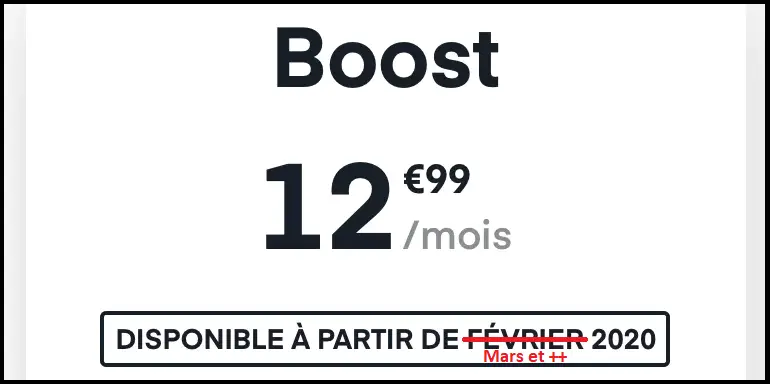 Boost
12 €99
/mois
DISPONIBLE À PARTIR DE FÉVRIER 2020
Mars et ++